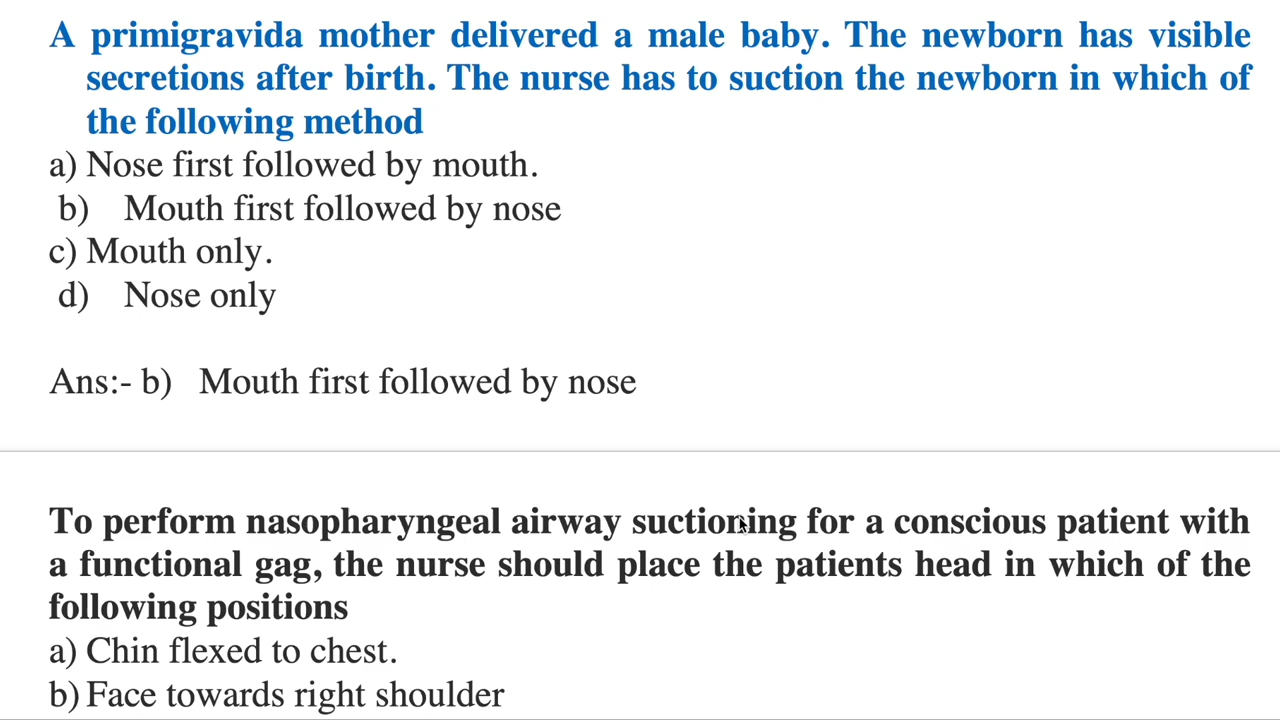 A primigravida mother delivered a male baby. The newborn has visible
secretions after birth. The nurse has to suction the newborn in which of
the following method
a) Nose first followed by mouth.
b) Mouth first followed by nose
c) Mouth only.
d) Nose only
Ans:- b) Mouth first followed by nose
To perform nasopharyngeal airway suctioning for a conscious patient with
a functional gag, the nurse should place the patients head in which of the
following positions
a) Chin flexed to chest.
b) Face towards right shoulder